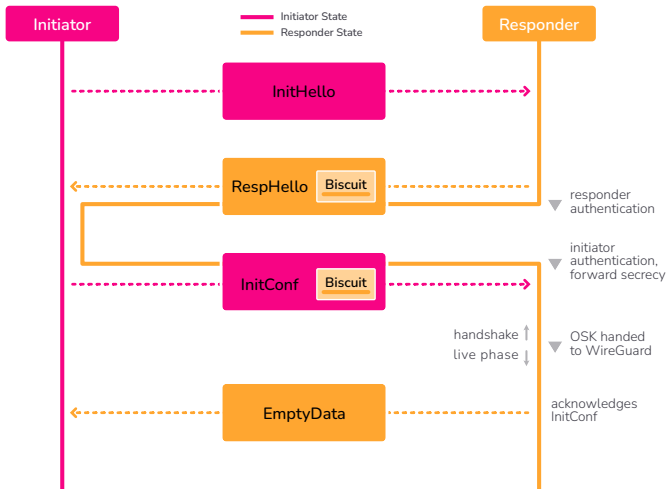 Initiator
Initiator State
Responder State
Responder
InitHello
RespHello
Biscuit
responder
authentication
initiator
authentication,
forward secrecy
InitConf
Biscuit
handshake
live phase
OSK handed
to WireGuard
EmptyData
acknowledges
InitConf